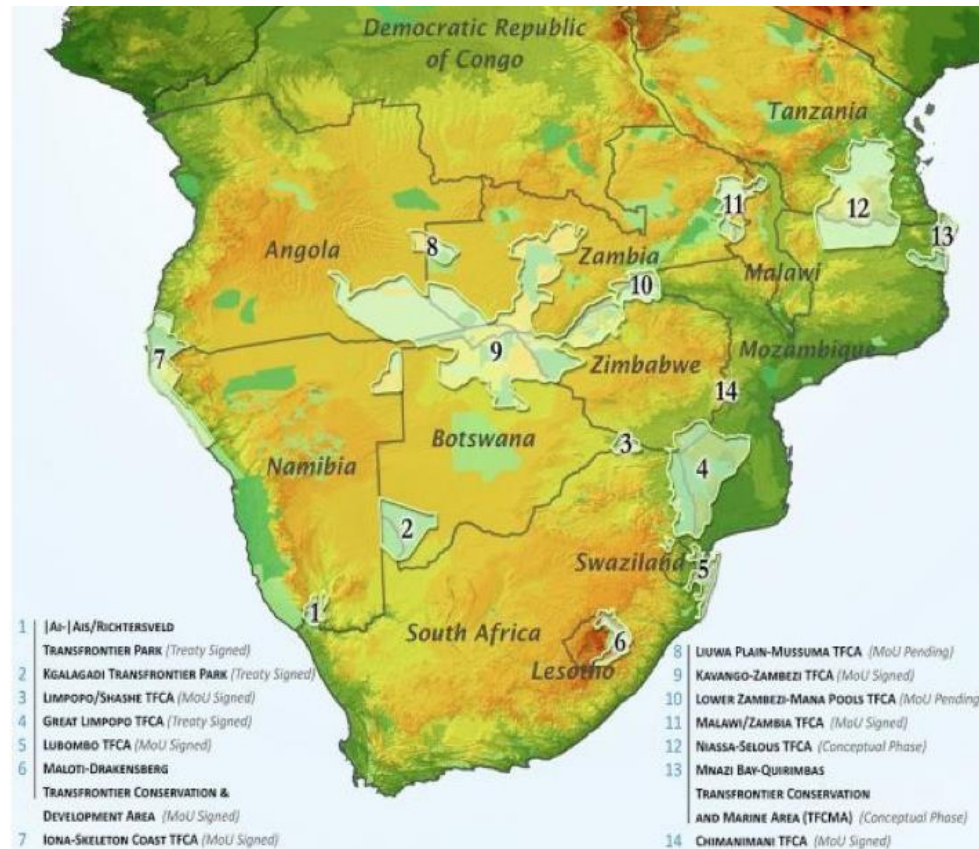 Democratic Republic
of Congo
Tanzania
11
12
Angola
8
Zambia
13
10
Malawi
7
9
Zimbabwe
Mozambique
14
Botswana
3
Namibia
4
2
Swaziland
5
1
South Africa
6
Lesotho
1 |AI-|AIS/RICHTERSVELD
TRANSFRONTIER PARK (Treaty Signed)
2 KGALAGADI TRANSFRONTIER PARK (Treaty Signed)
3 LIMPOPO/SHASHE TFCA (MoU Signed)
4 GREAT LIMPOPO TFCA (Treaty Signed)
5 LUBOMBO TFCA (MoU Signed)
6 MALOTI-DRAKENSBERG
TRANSFRONTIER CONSERVATION &
DEVELOPMENT AREA (MoU Signed)
7 IONA-SKELETON COAST TFCA (MoU Signed)
8 LIUWA PLAIN-MUSSUMA TFCA (MoU Pending)
9 KAVANGO-ZAMBEZI TFCA (MoU Signed)
10 LOWER ZAMBEZI-MANA POOLS TFCA (MoU Pending
11 MALAWI/ZAMBIA TFCA (MoU Signed)
12 NIASSA-SELOUS TFCA (Conceptual Phase)
13 MNAZI BAY-QUIRIMBAS
TRANSFRONTIER CONSERVATION
AND MARINE AREA (TFCMA) (Conceptual Phase)
14 CHIMANIMANI TFCA (MoU Signed)